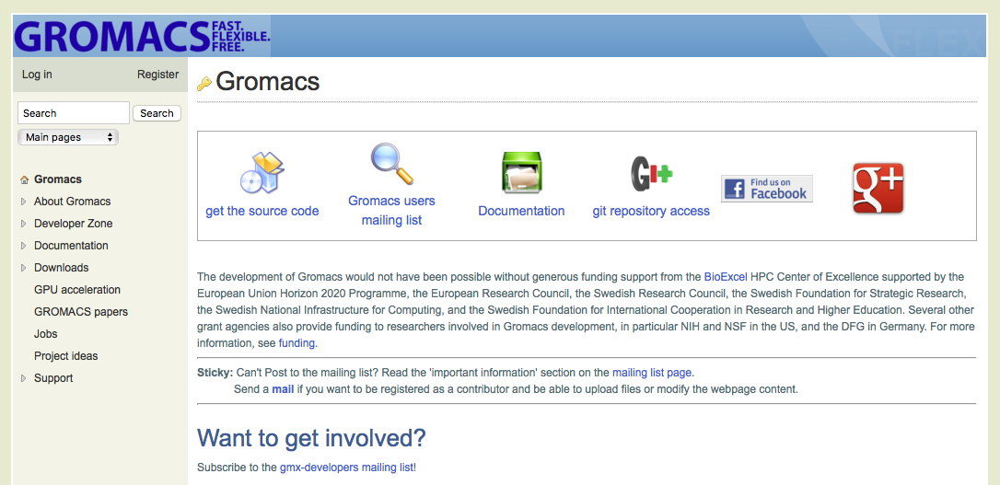 GROMACS FAST.
FLEXIBLE.
FREE.
FLEX
Log in Register
Search Search
Main pages
Gromacs
About Gromacs
Developer Zone
Documentation
Downloads
GPU acceleration
GROMACS papers
Jobs
Project ideas
Support
Gromacs
get the source code
Gromacs users
mailing list
Documentation
Git
git repository access
Find us on
Facebook
g+
The development of Gromacs would not have been possible without generous funding support from the BioExcel HPC Center of Excellence supported by the
European Union Horizon 2020 Programme, the European Research Council, the Swedish Research Council, the Swedish Foundation for Strategic Research,
the Swedish National Infrastructure for Computing, and the Swedish Foundation for International Cooperation in Research and Higher Education. Several other
grant agencies also provide funding to researchers involved in Gromacs development, in particular NIH and NSF in the US, and the DFG in Germany. For more
information, see funding.
Sticky: Can't Post to the mailing list? Read the 'important information' section on the mailing list page.
Send a mail if you want to be registered as a contributor and be able to upload files or modify the webpage content.
Want to get involved?
Subscribe to the gmx-developers mailing list!